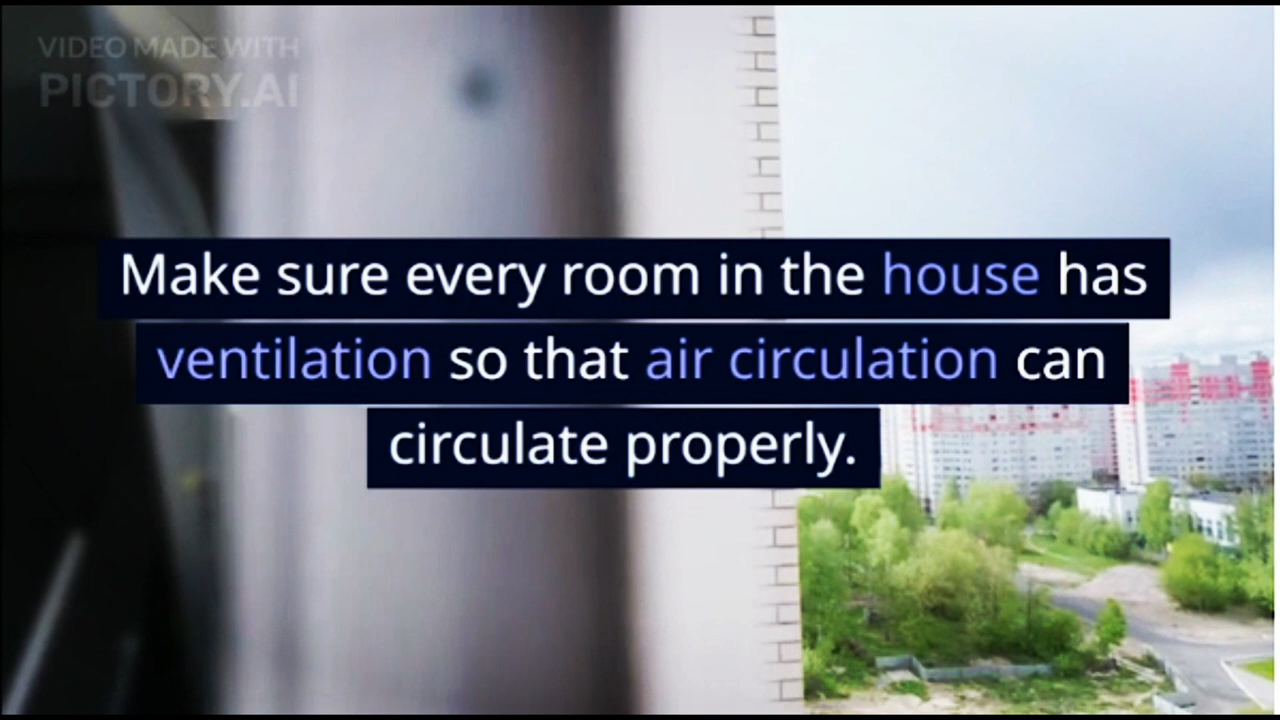 VIDEO MADE WITH
PICTORY.AI
Make sure every room in the house has
ventilation so that air circulation can
circulate properly.